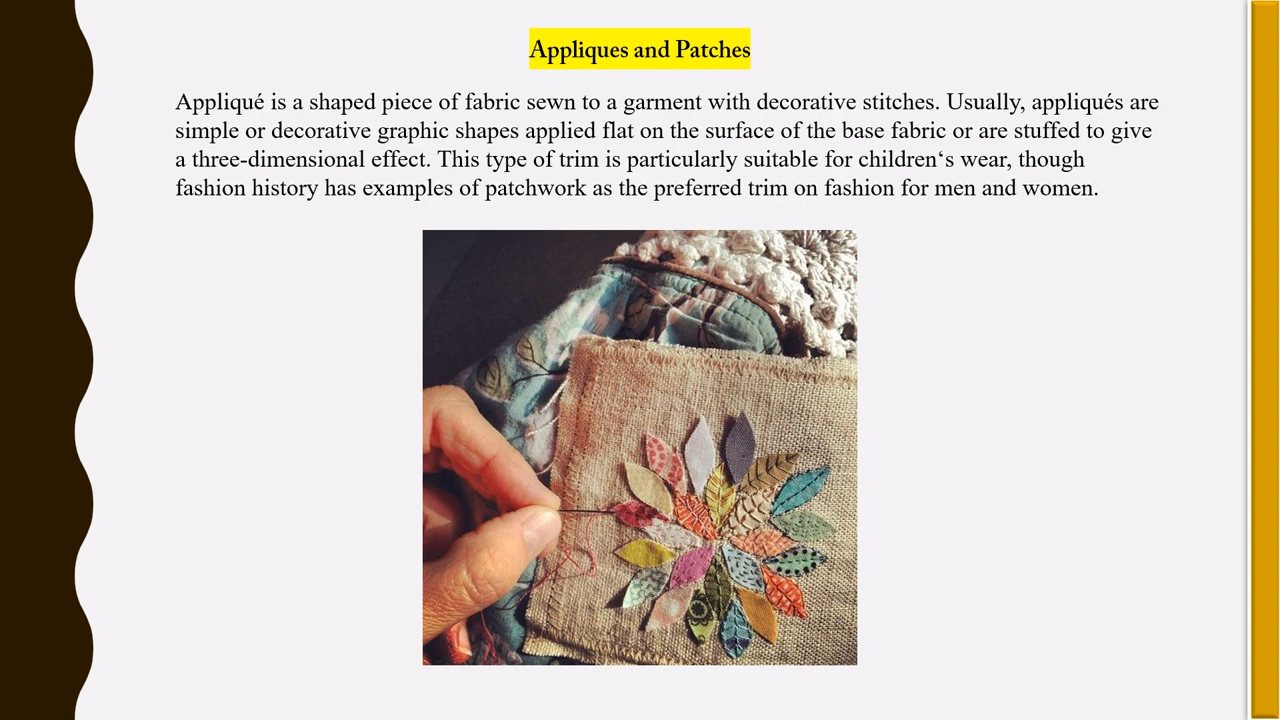 Appliques and Patches
Appliqué is a shaped piece of fabric sewn to a garment with decorative stitches. Usually, appliqués are
simple or decorative graphic shapes applied flat on the surface of the base fabric or are stuffed to give
a three-dimensional effect. This type of trim is particularly suitable for children‘s wear, though
fashion history has examples of patchwork as the preferred trim on fashion for men and women.